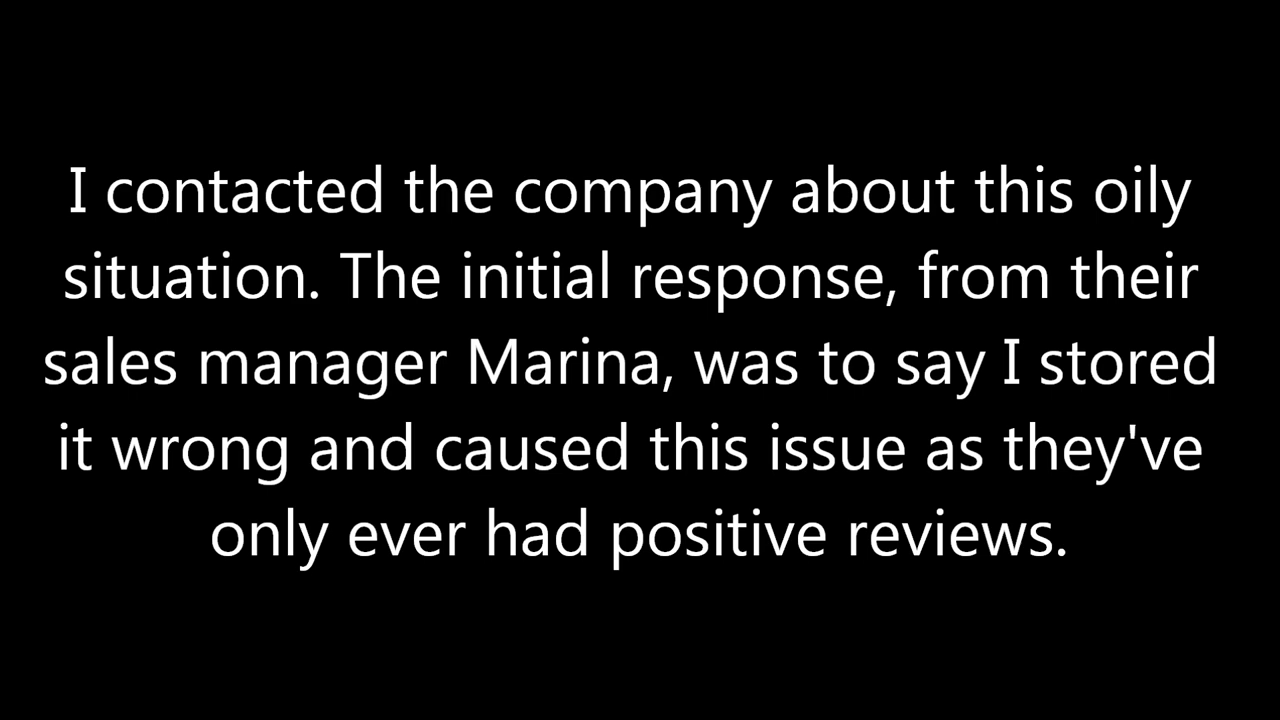 I contacted the company about this oily
situation. The initial response, from their
sales manager Marina, was to say I stored
it wrong and caused this issue as they've
only ever had positive reviews.